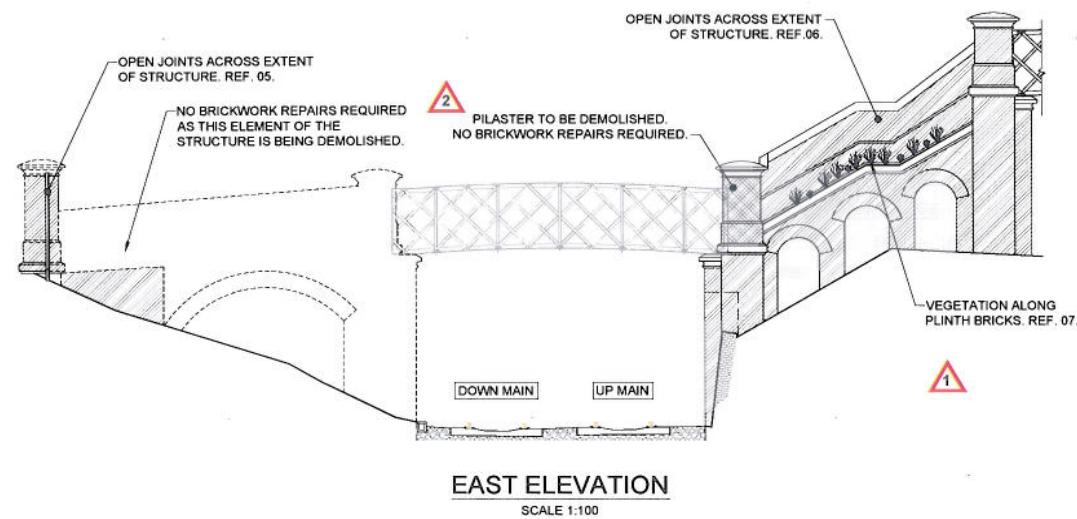 OPEN JOINTS ACROSS EXTENT
OF STRUCTURE. REF.06.
OPEN JOINTS ACROSS EXTENT
OF STRUCTURE. REF. 05.
2
NO BRICKWORK REPAIRS REQUIRED
AS THIS ELEMENT OF THE
STRUCTURE IS BEING DEMOLISHED.
PILASTER TO BE DEMOLISHED.
NO BRICKWORK REPAIRS REQUIRED.
VEGETATION ALONG
PLINTH BRICKS. REF. 07.
1
DOWN MAIN
UP MAIN
EAST ELEVATION
SCALE 1:100